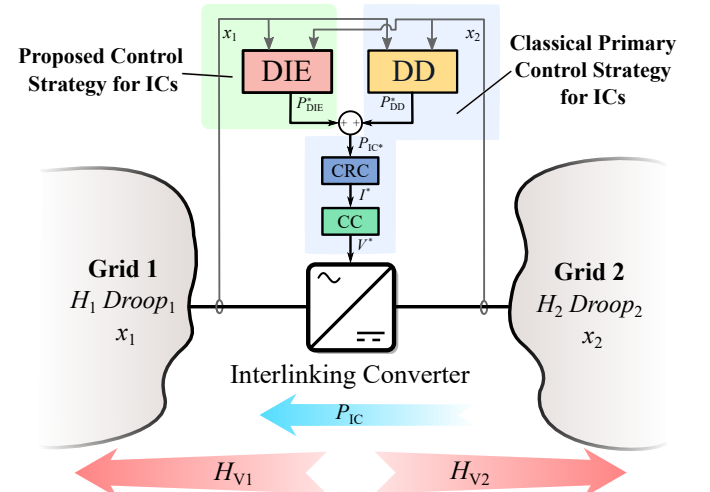 x₁
x₂
Proposed Control
Strategy for ICs
DIE
DD
Classical Primary
Control Strategy
for ICs
P*DIE
P*DD
+ +
PIC*
CRC
I*
CC
V*
Grid 1
H₁ Droop₁
x₁
Grid 2
H₂ Droop₂
x₂
Interlinking Converter
PIC
HV1
HV2